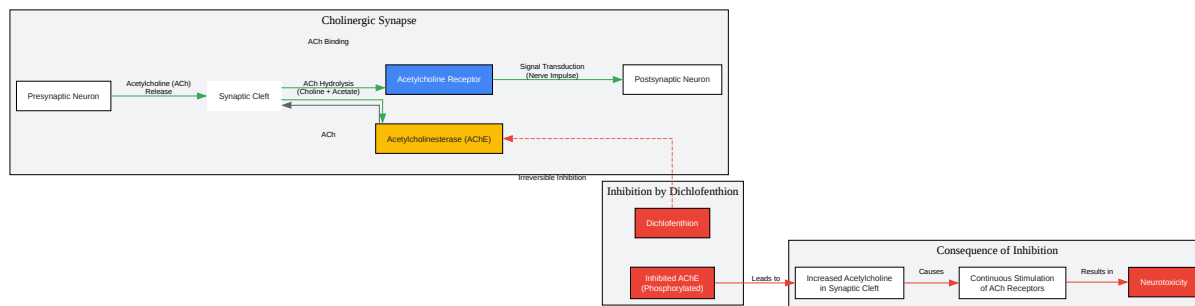 Cholinergic Synapse
ACh Binding
Presynaptic Neuron
Acetylcholine (ACh)
Release
Synaptic Cleft
ACh Hydrolysis
(Choline + Acetate)
Acetylcholine Receptor
Signal Transduction
(Nerve Impulse)
Postsynaptic Neuron
ACh
Acetylcholinesterase (AChE)
Irreversible Inhibition
Inhibition by Dichlofenthion
Dichlofenthion
Inhibited AChE
(Phosphorylated)
Leads to
Consequence of Inhibition
Increased Acetylcholine
in Synaptic Cleft
Causes
Continuous Stimulation
of ACh Receptors
Results in
Neurotoxicity